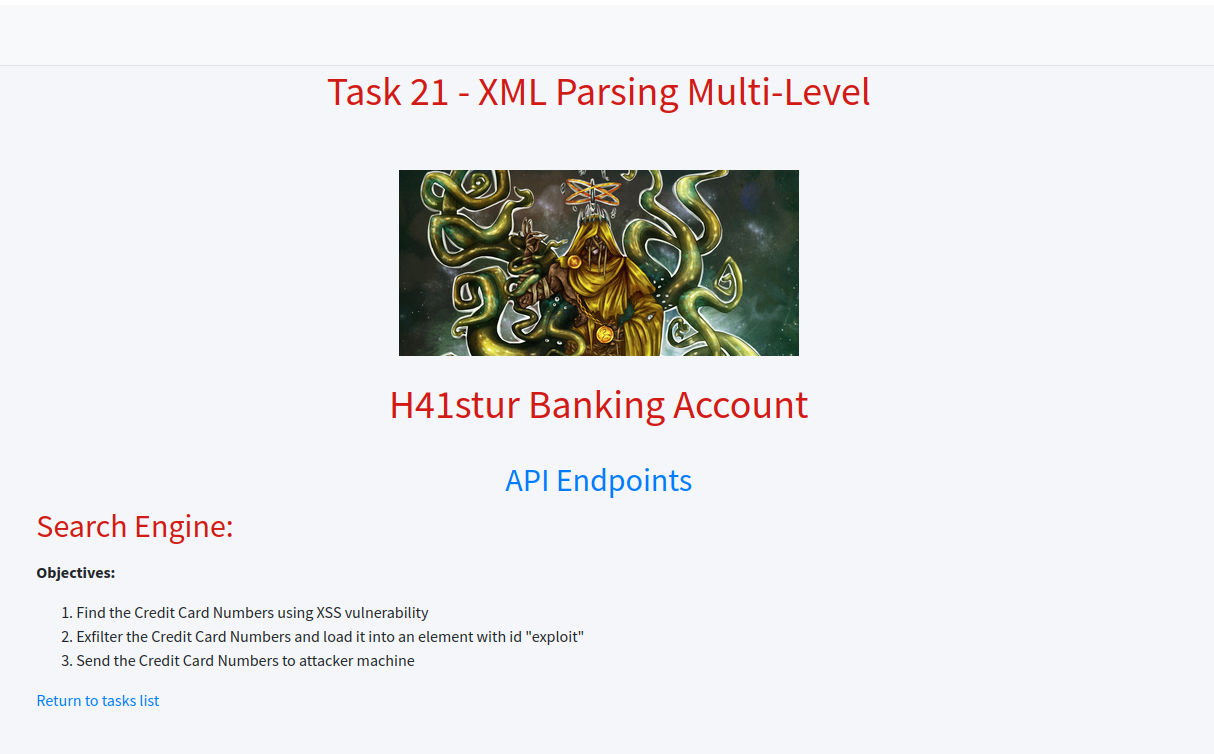 Task 21 - XML Parsing Multi-Level
H41stur Banking Account
API Endpoints
Search Engine:
Objectives:
1. Find the Credit Card Numbers using XSS vulnerability
2. Exfilter the Credit Card Numbers and load it into an element with id "exploit"
3. Send the Credit Card Numbers to attacker machine
Return to tasks list